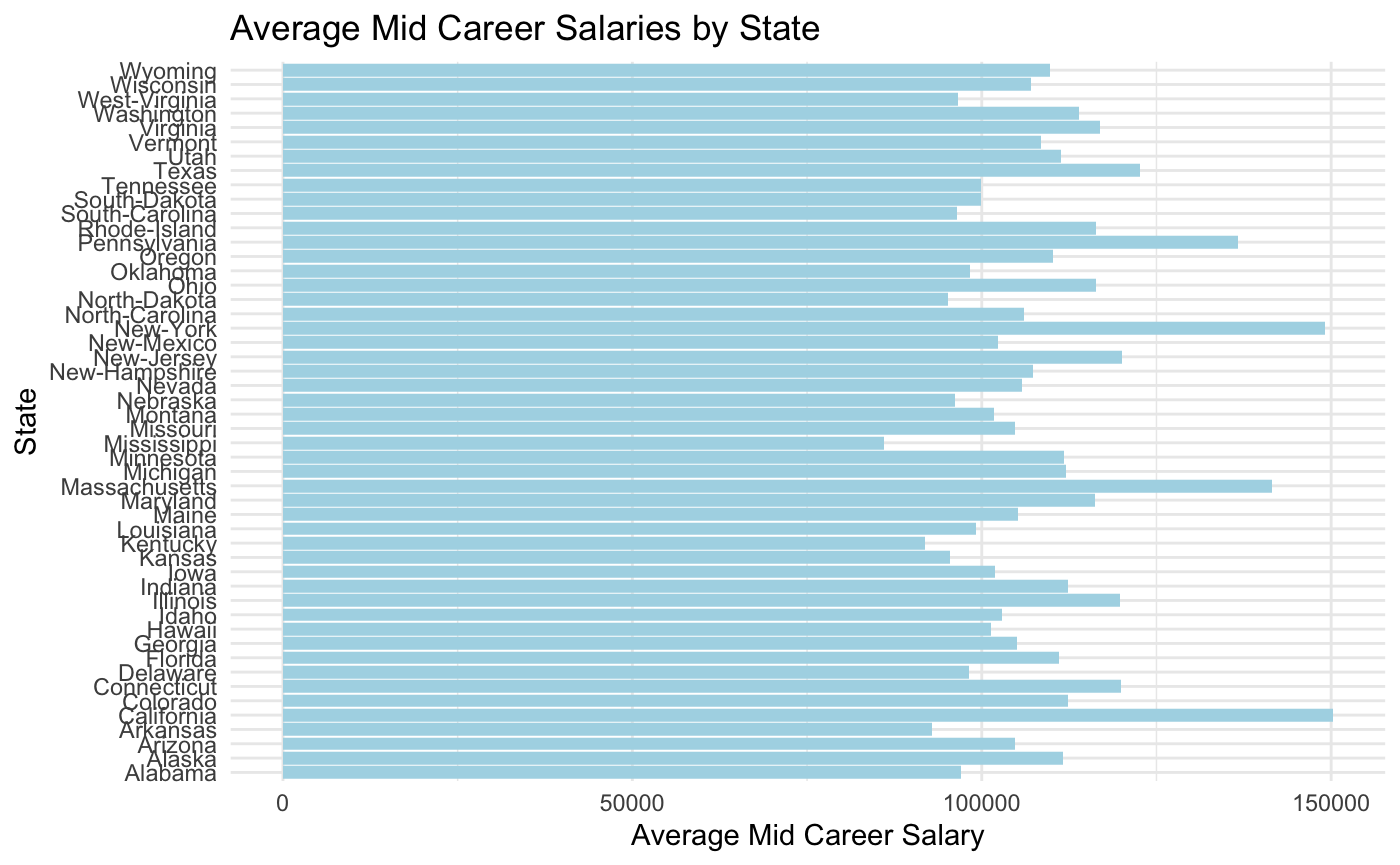 Average Mid Career Salaries by State
Wyoming
Wisconsin
West-Virginia
Washington
Virginia
Vermont
Utah
Texas
Tennessee
South-Dakota
South-Carolina
Rhode-Island
Pennsylvania
Oregon
Oklahoma
Ohio
North-Dakota
North-Carolina
New-York
New-Mexico
New-Jersey
New-Hampshire
Nevada
Nebraska
Montana
Missouri
Mississippi
Minnesota
Michigan
Massachusetts
Maryland
Maine
Louisiana
Kentucky
Kansas
Iowa
Indiana
Illinois
Idaho
Hawaii
Georgia
Florida
Delaware
Connecticut
Colorado
California
Arkansas
Arizona
Alaska
Alabama
State
0 50000 100000 150000
Average Mid Career Salary